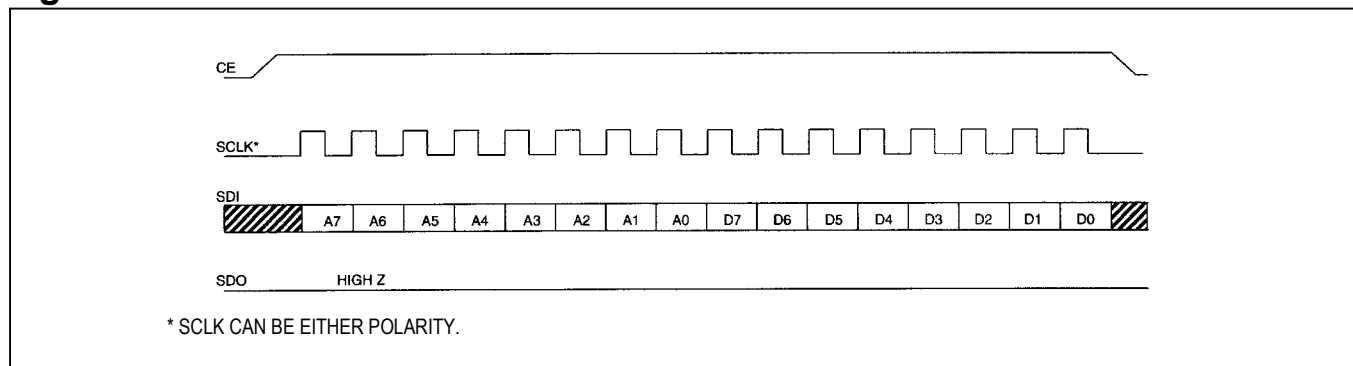 CE
SCLK*
SDI
A7 A6 A5 A4 A3 A2 A1 A0 D7 D6 D5 D4 D3 D2 D1 D0
SDO HIGH Z
* SCLK CAN BE EITHER POLARITY.